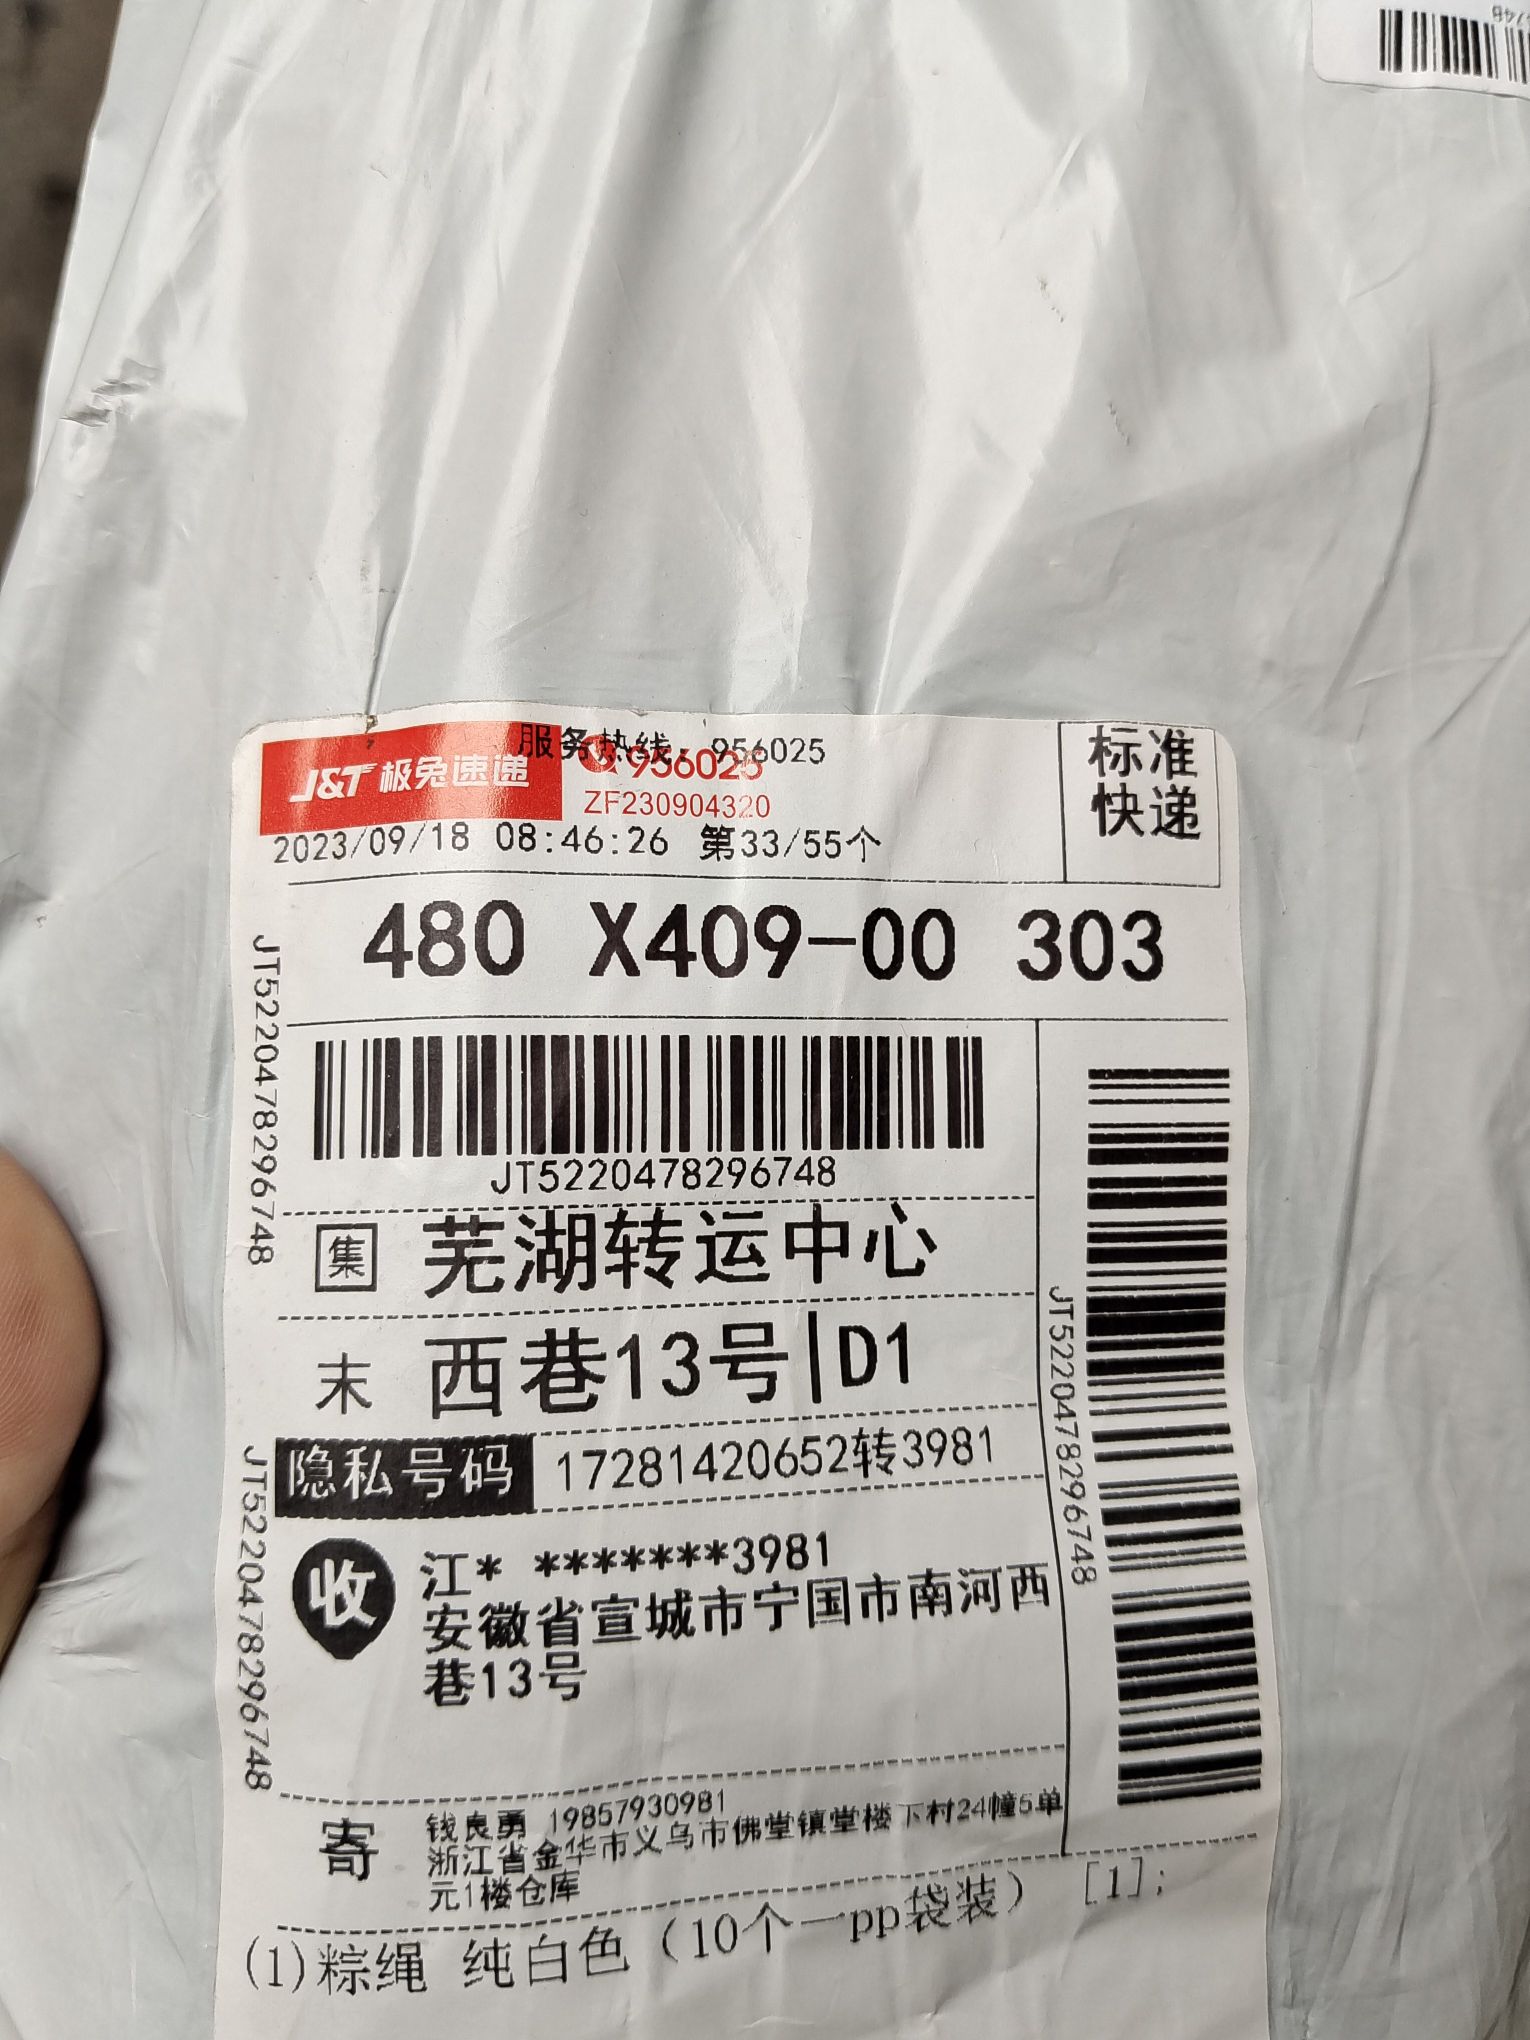 J&T极兔速递
服务热线：956025
956025
ZF230904320
2023/09/18 08:46:26 第33/55个
标准
快递
480 X409-00 303
JT5220478296748
JT5220478296748
集 芜湖转运中心
末 西巷13号|D1
JT5220478296748
隐私号码 17281420652转3981
收 江* *******3981
安徽省宣城市宁国市南河西
巷13号
JT5220478296748
寄 钱良勇 19857930981
浙江省金华市义乌市佛堂镇堂楼下村24幢5单
元1楼仓库
(1)粽绳 纯白色（10个一pp袋装） [1];